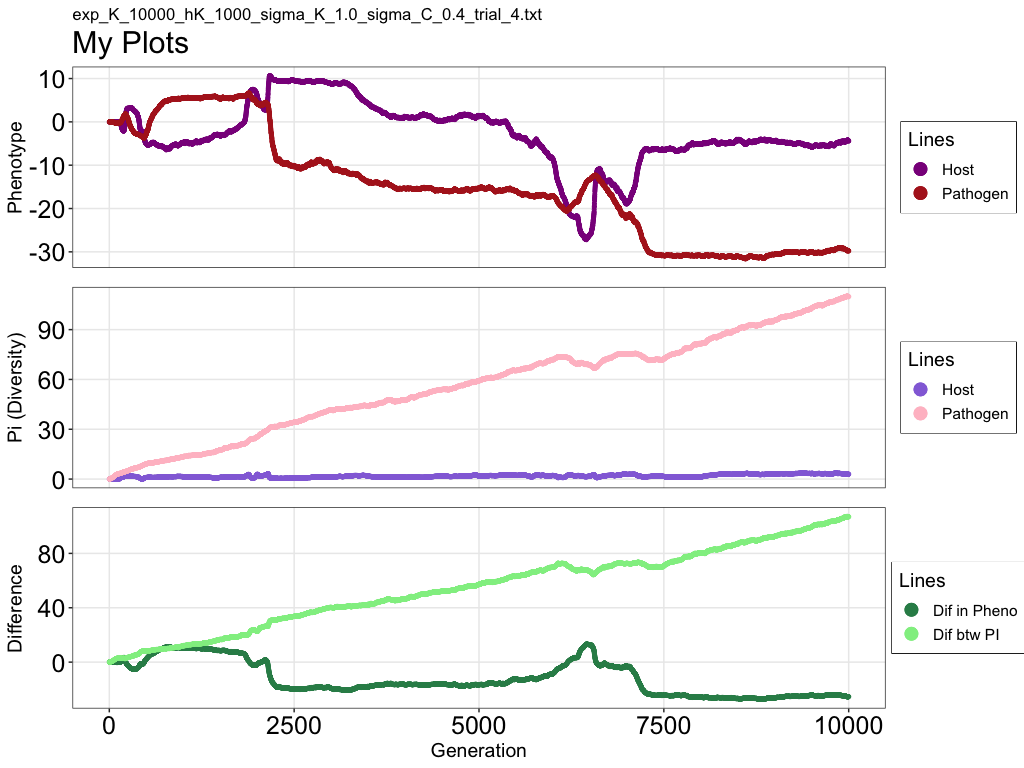 exp_K_10000_hK_1000_sigma_K_1.0_sigma_C_0.4_trial_4.txt
My Plots
Phenotype
10
0
-10
-20
-30
Lines
Host
Pathogen
Pi (Diversity)
90
60
30
0
Lines
Host
Pathogen
Difference
80
40
0
Lines
Dif in Pheno
Dif btw PI
0
2500
5000
7500
10000
Generation